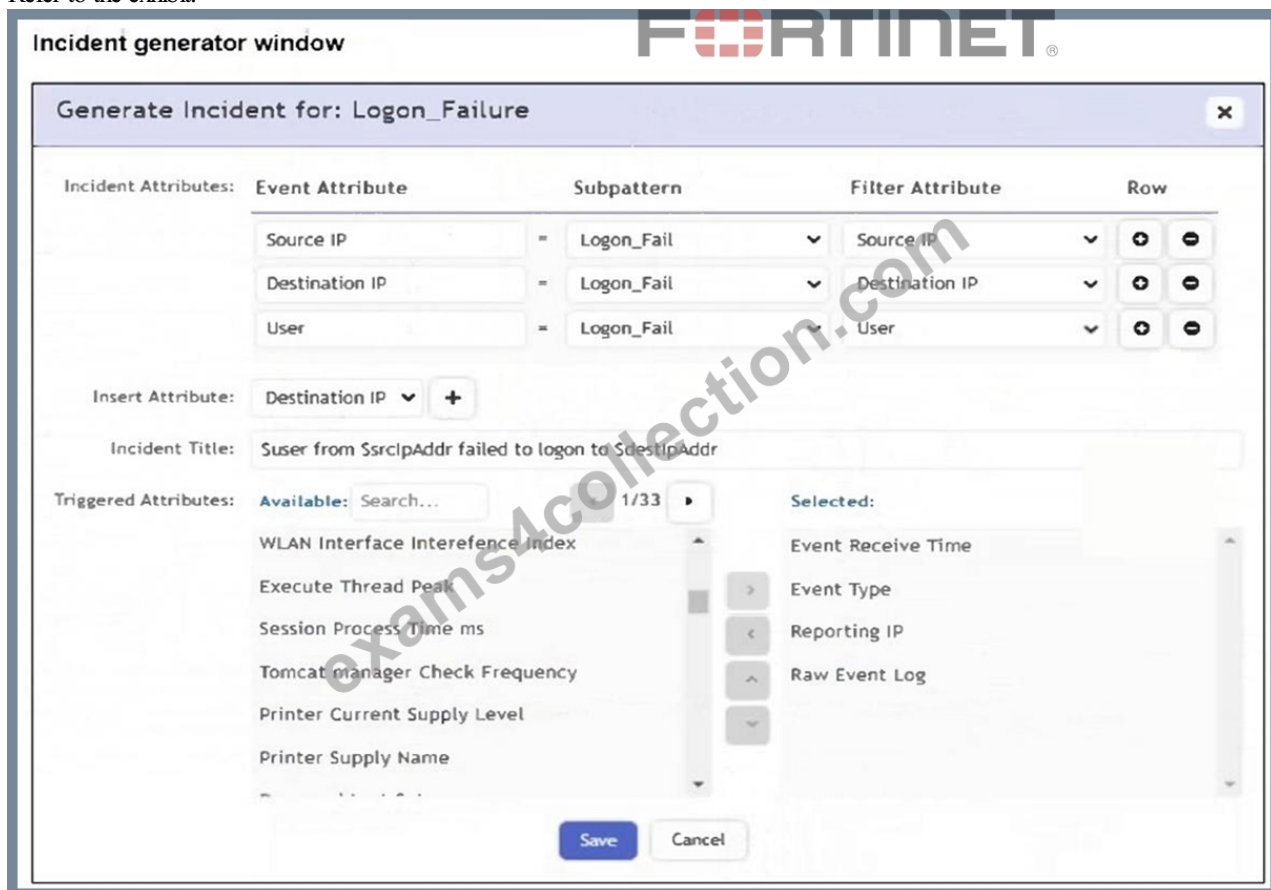 Refer to the exhibit.
FORTINET®
Incident generator window
Generate Incident for: Logon_Failure
×
Incident Attributes: Event Attribute Subpattern Filter Attribute Row
Source IP = Logon_Fail Source IP
Destination IP = Logon_Fail Destination IP
User = Logon_Fail User
Insert Attribute: Destination IP +
Incident Title: $user from $srcIpAddr failed to logon to $destIpAddr
Triggered Attributes: Available: Search... 1/33 Selected:
WLAN Interface Interefence Index
Execute Thread Peak
Session Process Time ms
Tomcat manager Check Frequency
Printer Current Supply Level
Printer Supply Name
Event Receive Time
Event Type
Reporting IP
Raw Event Log
Save Cancel
exams4collection.com